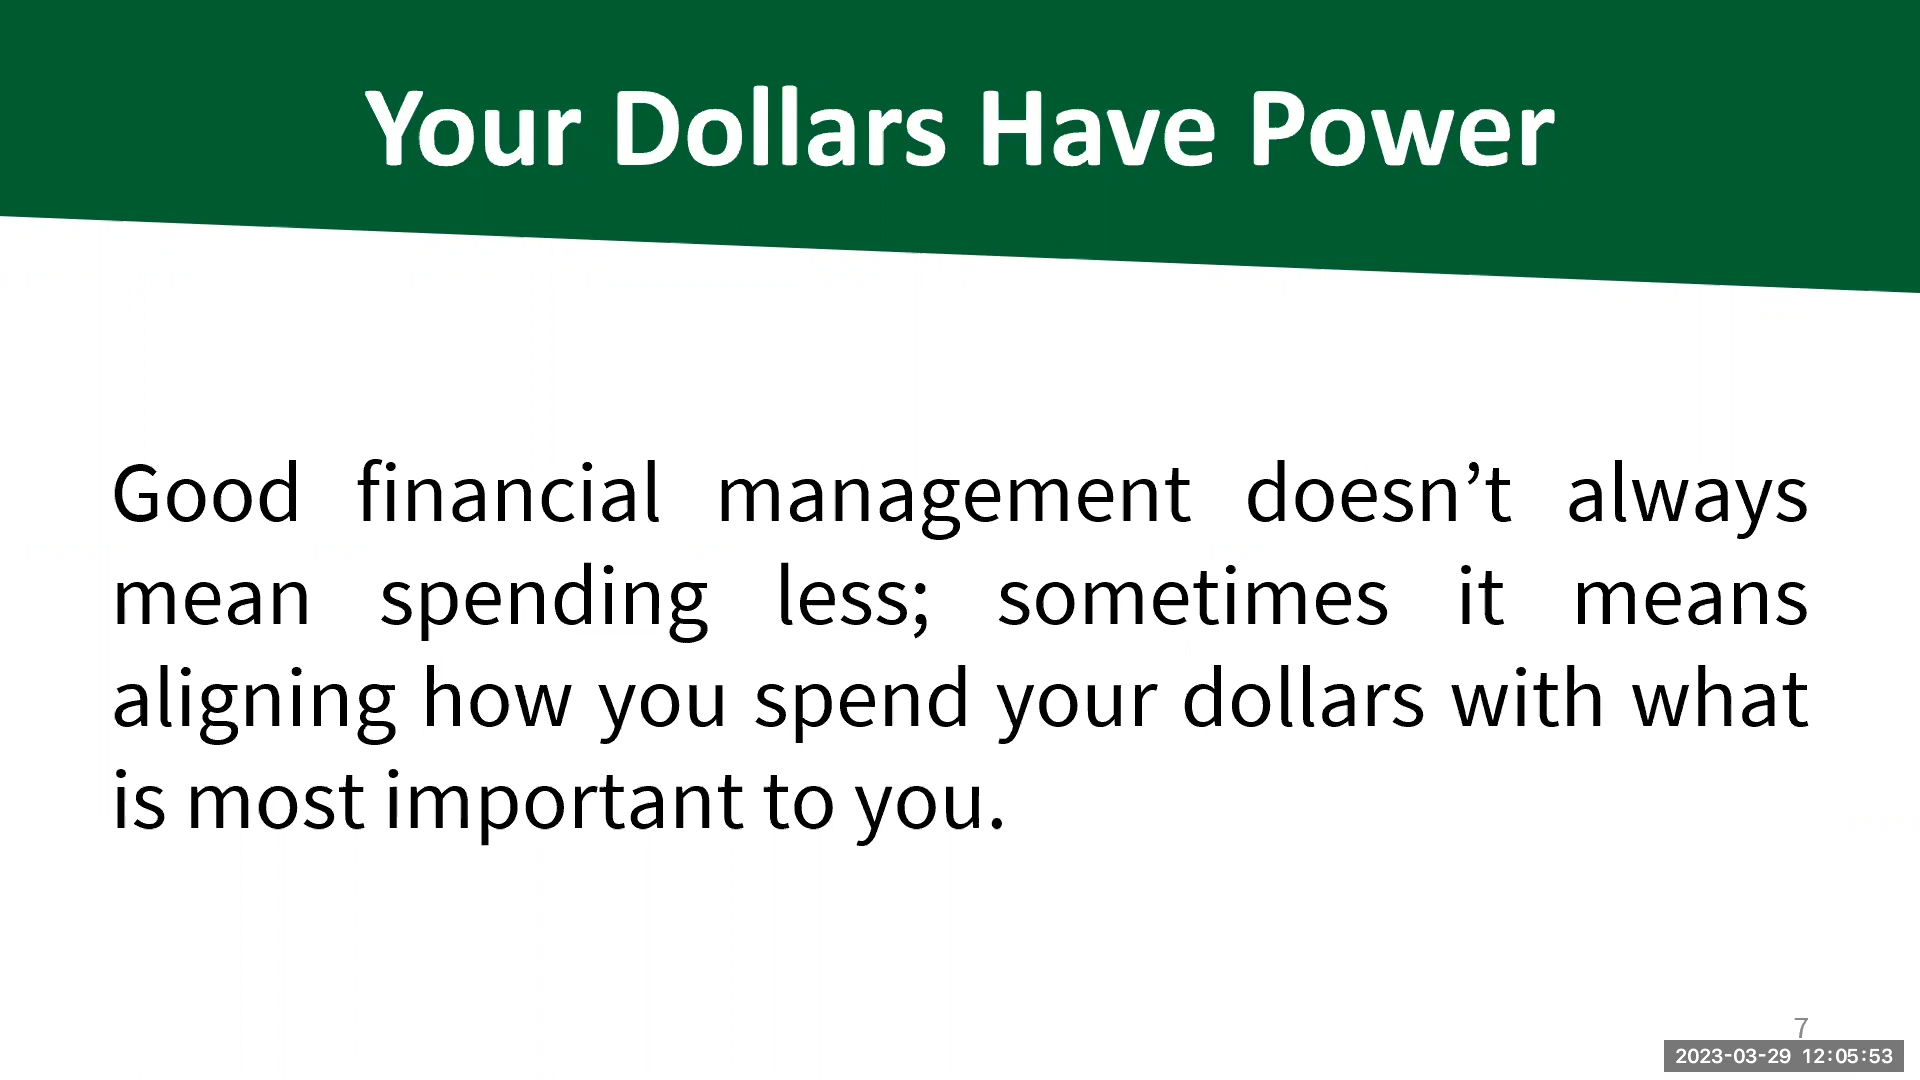 Your Dollars Have Power
Good financial management doesn’t always
mean spending less; sometimes it means
aligning how you spend your dollars with what
is most important to you.
7
2023-03-29 12:05:53